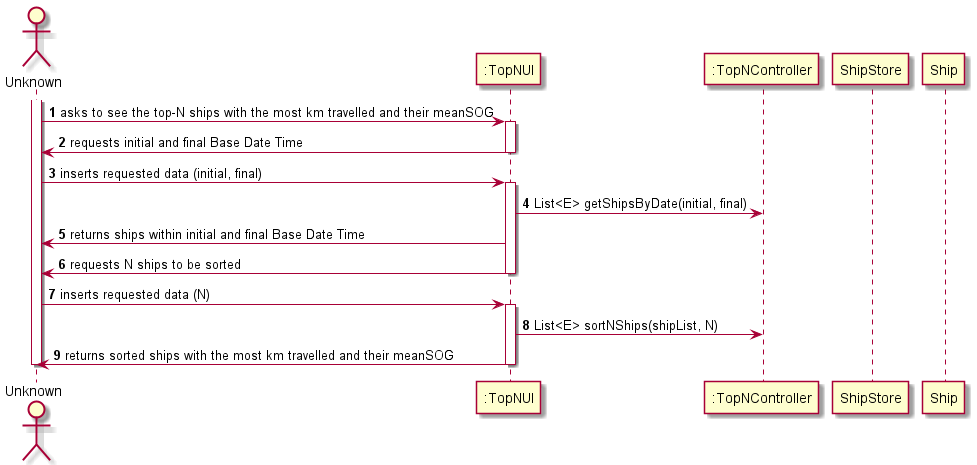 Unknown
:TopNUI
:TopNController
ShipStore
Ship
1 asks to see the top-N ships with the most km travelled and their meanSOG
2 requests initial and final Base Date Time
3 inserts requested data (initial, final)
4 List<E> getShipsByDate(initial, final)
5 returns ships within initial and final Base Date Time
6 requests N ships to be sorted
7 inserts requested data (N)
8 List<E> sortNShips(shipList, N)
9 returns sorted ships with the most km travelled and their meanSOG
Unknown
:TopNUI
:TopNController
ShipStore
Ship